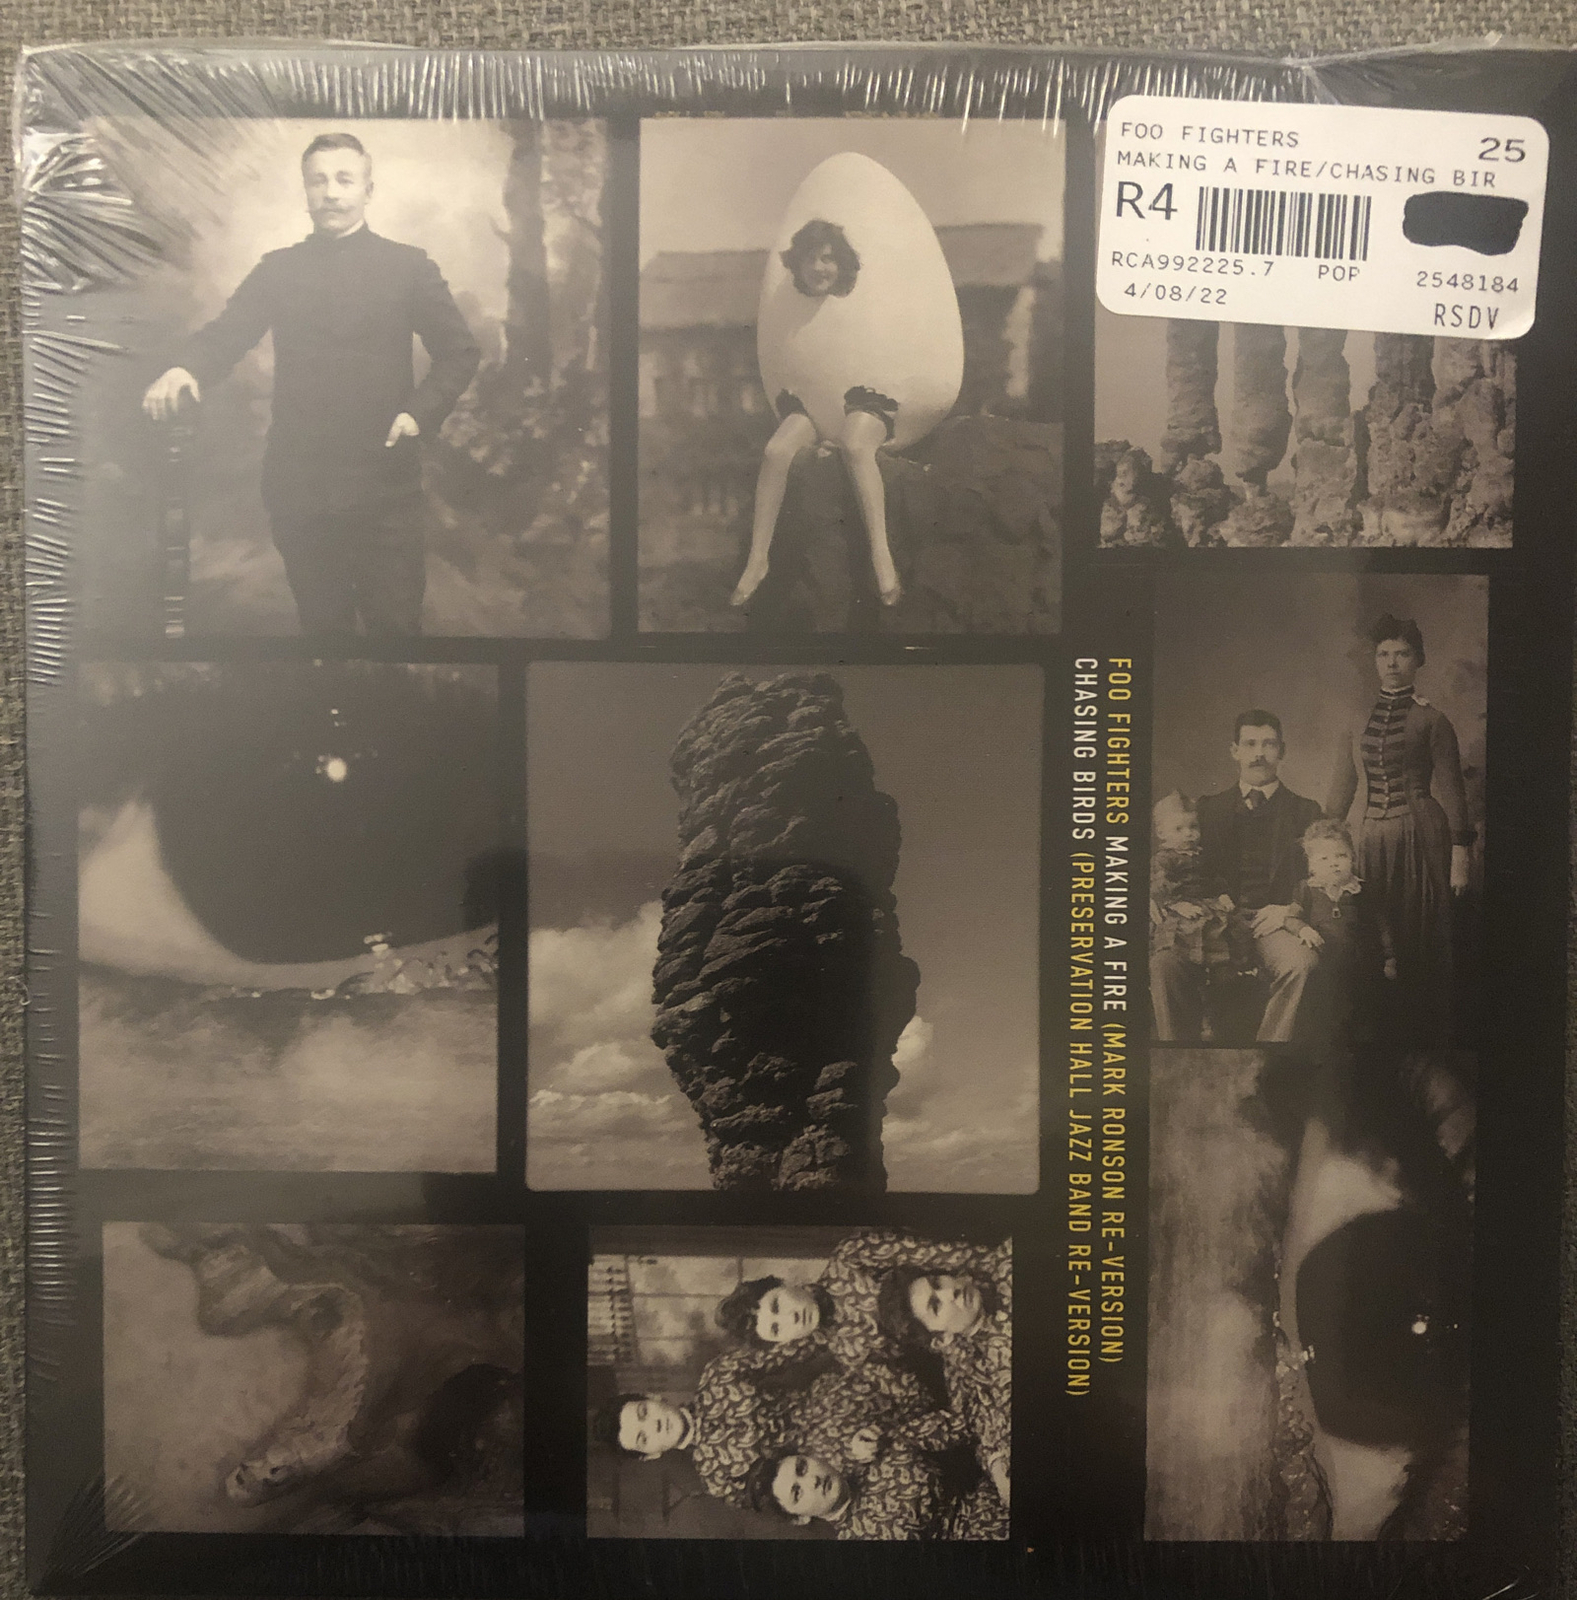 FOO FIGHTERS 25
MAKING A FIRE/CHASING BIR
R4
RCA992225.7 POP 2548184
4/08/22 RSDV
FOO FIGHTERS MAKING A FIRE (MARK RONSON RE-VERSION)
CHASING BIRDS (PRESERVATION HALL JAZZ BAND RE-VERSION)